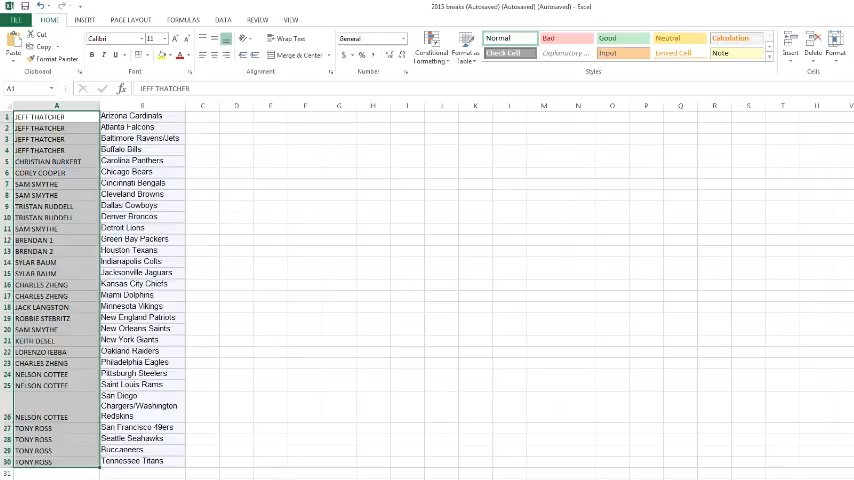 2015 breaks (Autosaved) (Autosaved) (Autosaved) - Excel
FILE HOME INSERT PAGE LAYOUT FORMULAS DATA REVIEW VIEW
Paste
Cut
Copy
Format Painter
Clipboard
Calibri 11
B I U
Font
Wrap Text
Merge & Center
Alignment
General
$ % ,
Number
Conditional Formatting
Format as Table
Normal Bad Good Neutral Calculation
Check Cell Explanatory ... Input Linked Cell Note
Styles
Insert Delete Format
Cells
A1 fx JEFF THATCHER
A B C D E F G H I J K L M N O P Q R S T U V
1 JEFF THATCHER Arizona Cardinals
2 JEFF THATCHER Atlanta Falcons
3 JEFF THATCHER Baltimore Ravens/Jets
4 JEFF THATCHER Buffalo Bills
5 CHRISTIAN BURKERT Carolina Panthers
6 COREY COOPER Chicago Bears
7 SAM SMYTHE Cincinnati Bengals
8 SAM SMYTHE Cleveland Browns
9 TRISTAN RUDDELL Dallas Cowboys
10 TRISTAN RUDDELL Denver Broncos
11 SAM SMYTHE Detroit Lions
12 BRENDAN 1 Green Bay Packers
13 BRENDAN 2 Houston Texans
14 SYLAR BAUM Indianapolis Colts
15 SYLAR BAUM Jacksonville Jaguars
16 CHARLES ZHENG Kansas City Chiefs
17 CHARLES ZHENG Miami Dolphins
18 JACK LANGSTON Minnesota Vikings
19 ROBBIE STEBRITZ New England Patriots
20 SAM SMYTHE New Orleans Saints
21 KEITH DESEL New York Giants
22 LORENZO IEBBA Oakland Raiders
23 CHARLES ZHENG Philadelphia Eagles
24 NELSON COTTEE Pittsburgh Steelers
25 NELSON COTTEE Saint Louis Rams
San Diego
Chargers/Washington
26 NELSON COTTEE Redskins
27 TONY ROSS San Francisco 49ers
28 TONY ROSS Seattle Seahawks
29 TONY ROSS Buccaneers
30 TONY ROSS Tennessee Titans
31